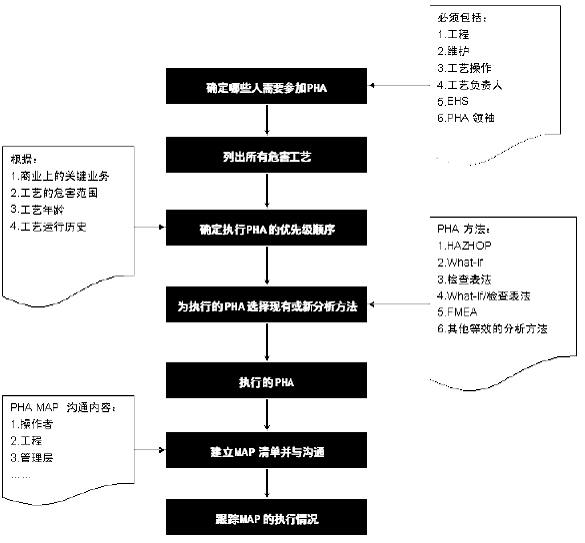 必须包括：
1.工程
2.维护
3.工艺操作
4.工艺负责人
5.EHS
6.PHA 领袖
确定哪些人需要参加PHA
列出所有危害工艺
根据：
1.商业上的关键业务
2.工艺的危害范围
3.工艺年龄
4.工艺运行历史
确定执行PHA的优先级顺序
PHA 方法：
1.HAZHOP
2.What-If
3.检查表法
4.What-If/检查表法
5.FMEA
6.其他等效的分析方法
为执行的PHA选择现有或新分析方法
执行的PHA
PHA MAP 沟通内容：
1.操作者
2.工程
3.管理层
……
建立MAP 清单并与沟通
跟踪MAP的执行情况